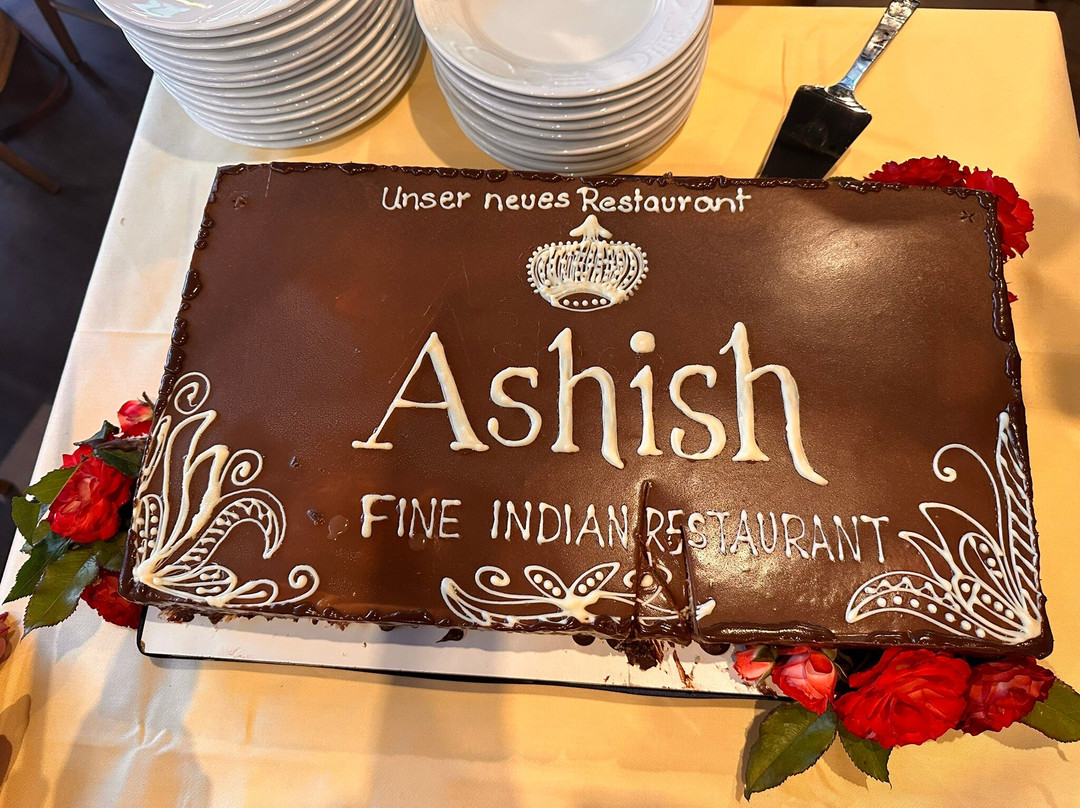 Unser neues Restaurant
Ashish
FINE INDIAN RESTAURANT